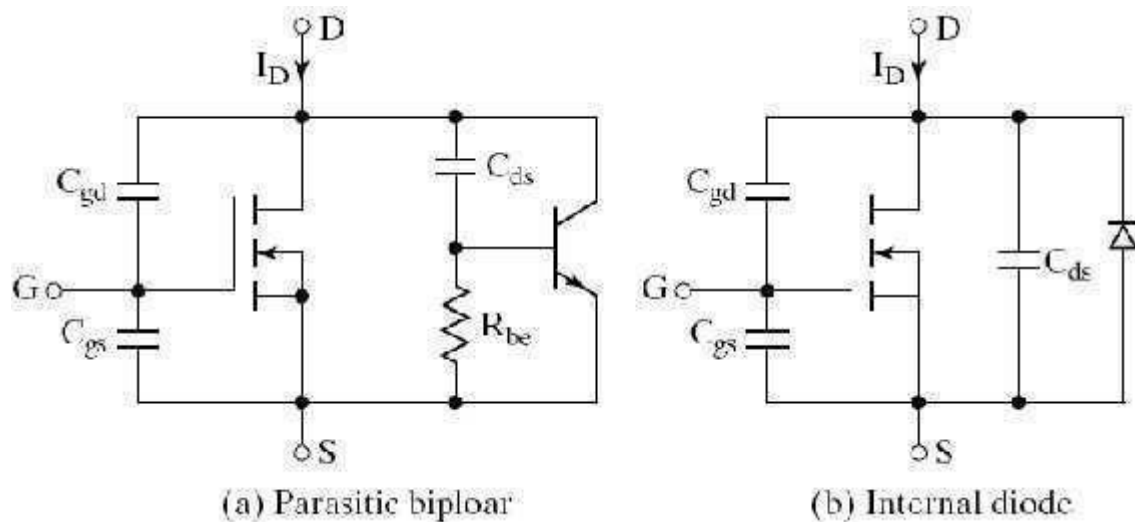 D
I_D
C_gd
C_ds
G
C_gs
R_be
S
(a) Parasitic biploar
D
I_D
C_gd
C_ds
G
C_gs
S
(b) Internal diode